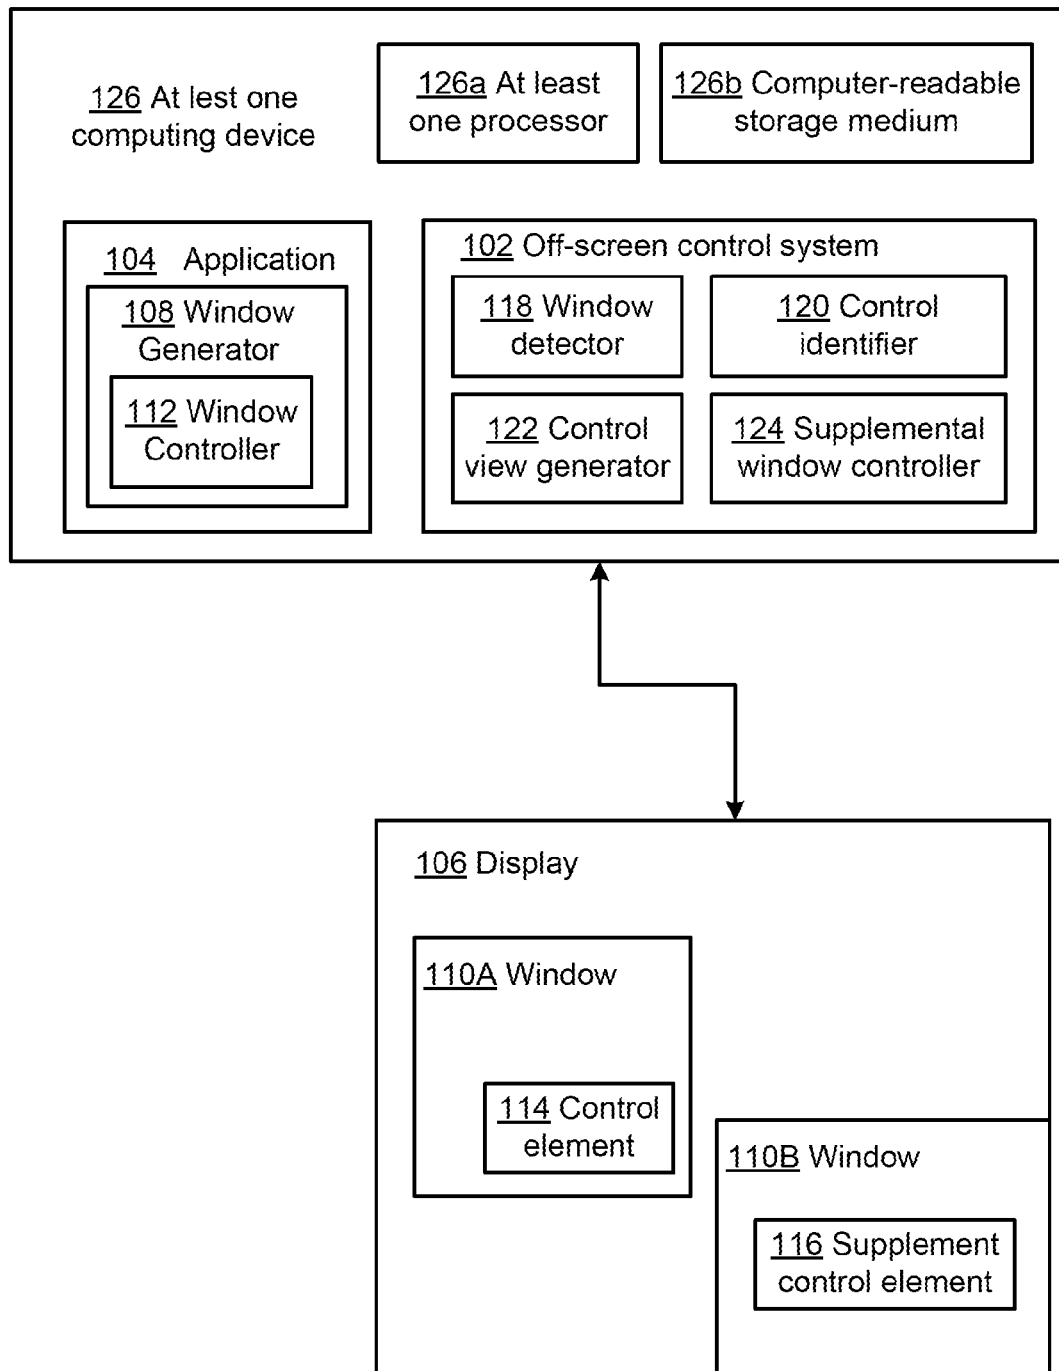 126 At lest one
computing device
126a At least
one processor
126b Computer-readable
storage medium
104 Application
108 Window
Generator
112 Window
Controller
102 Off-screen control system
118 Window
detector
120 Control
identifier
122 Control
view generator
124 Supplemental
window controller
106 Display
110A Window
114 Control
element
110B Window
116 Supplement
control element